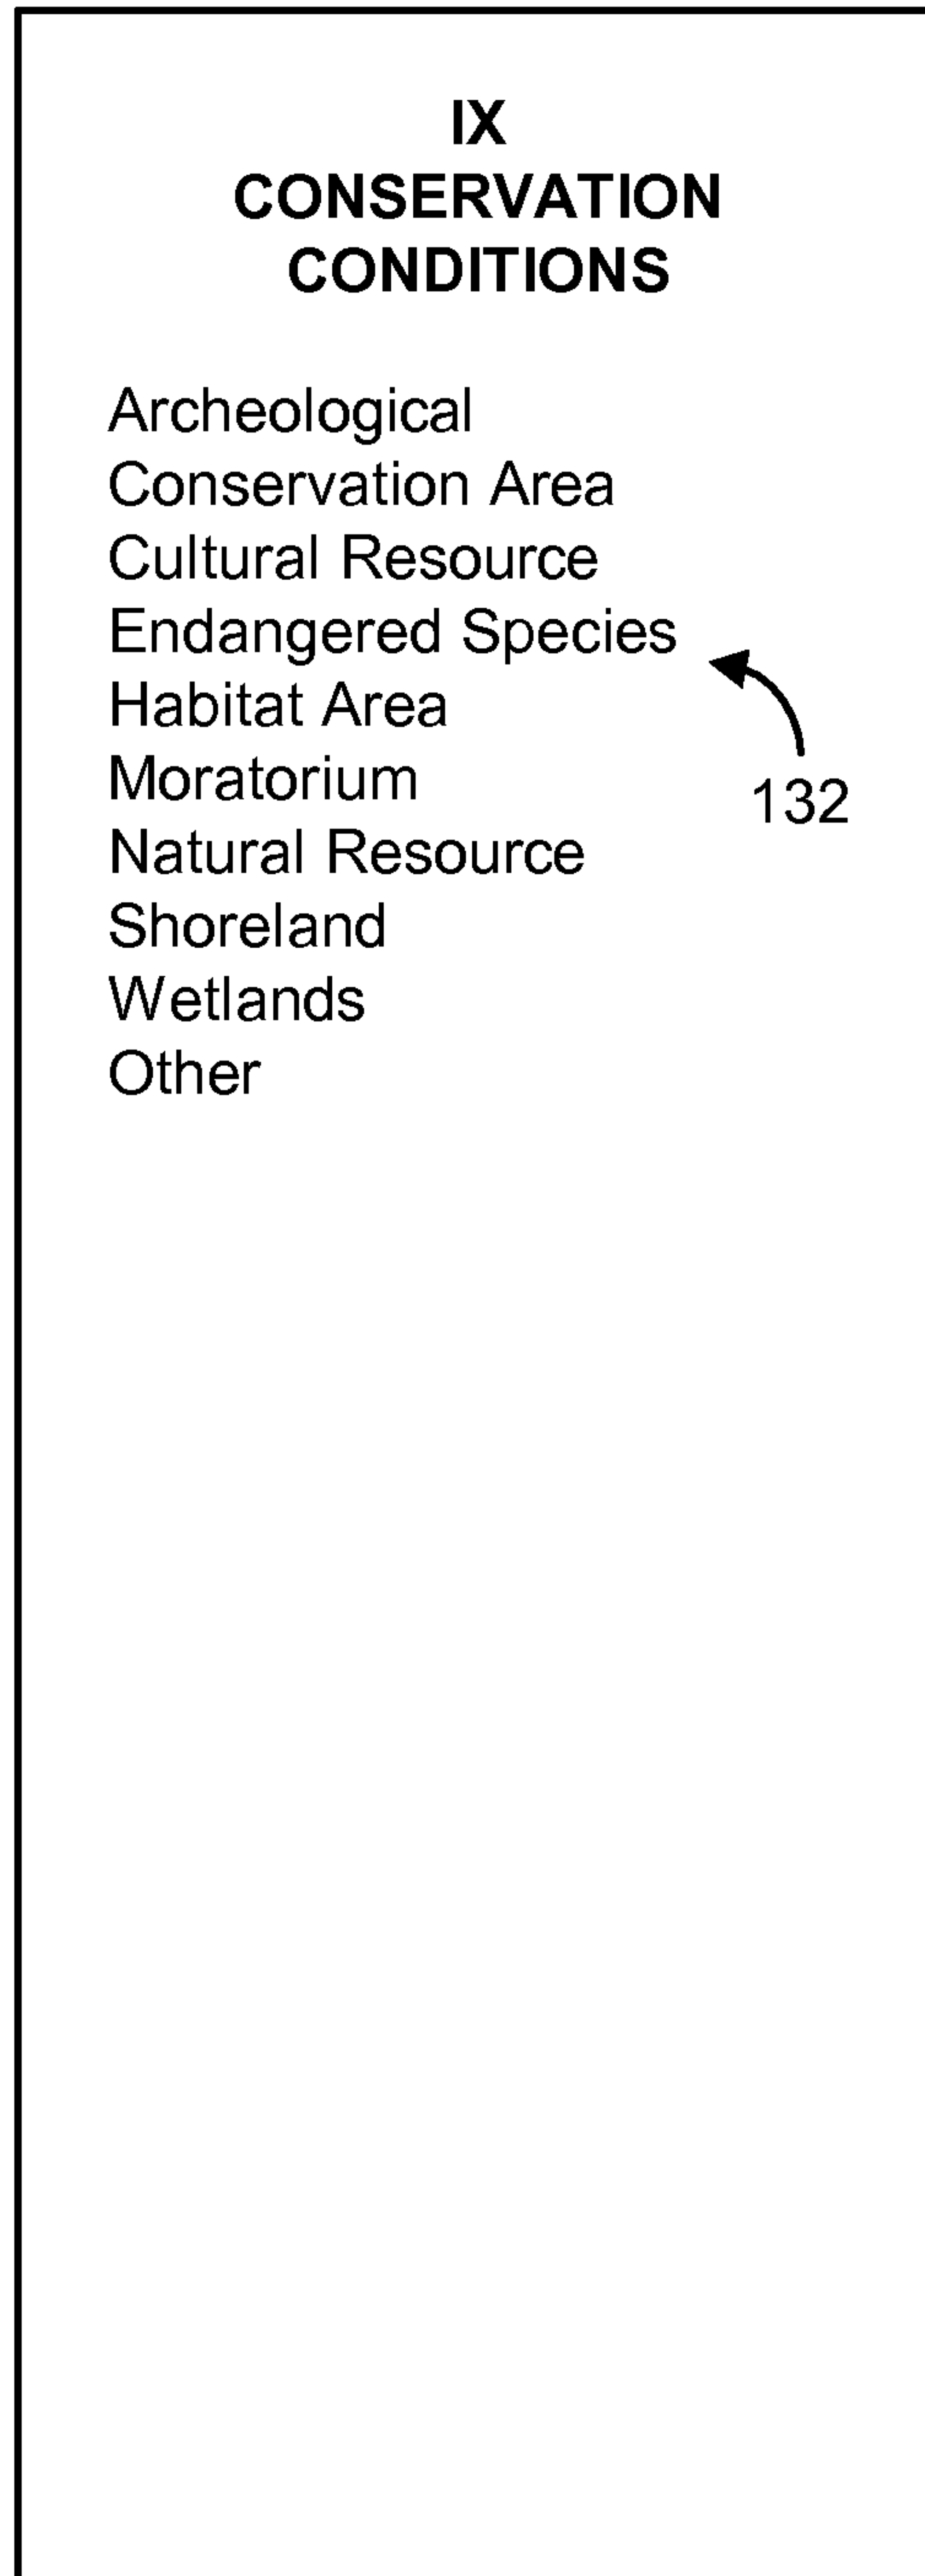 IX
CONSERVATION
CONDITIONS
Archeological
Conservation Area
Cultural Resource
Endangered Species
Habitat Area
Moratorium
132
Natural Resource
Shoreland
Wetlands
Other